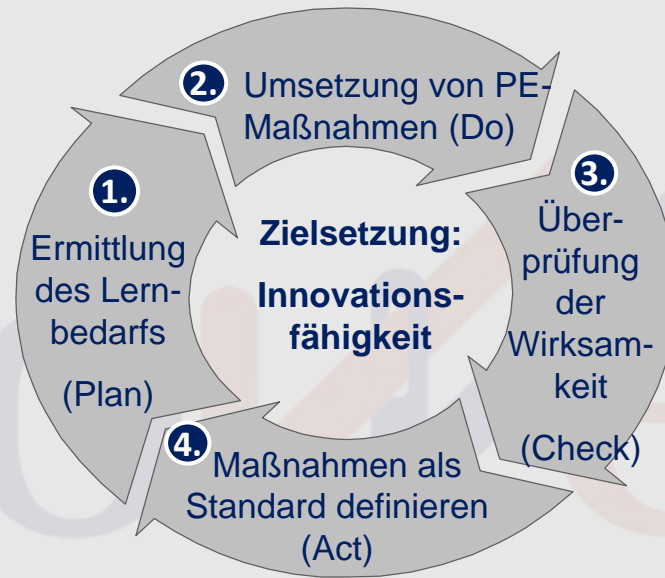 1.
Ermittlung
des Lern-
bedarfs
(Plan)
2.
Umsetzung von PE-
Maßnahmen (Do)
3.
Über-
prüfung
der
Wirksam-
keit
(Check)
4.
Maßnahmen als
Standard definieren
(Act)
Zielsetzung:
Innovations-
fähigkeit